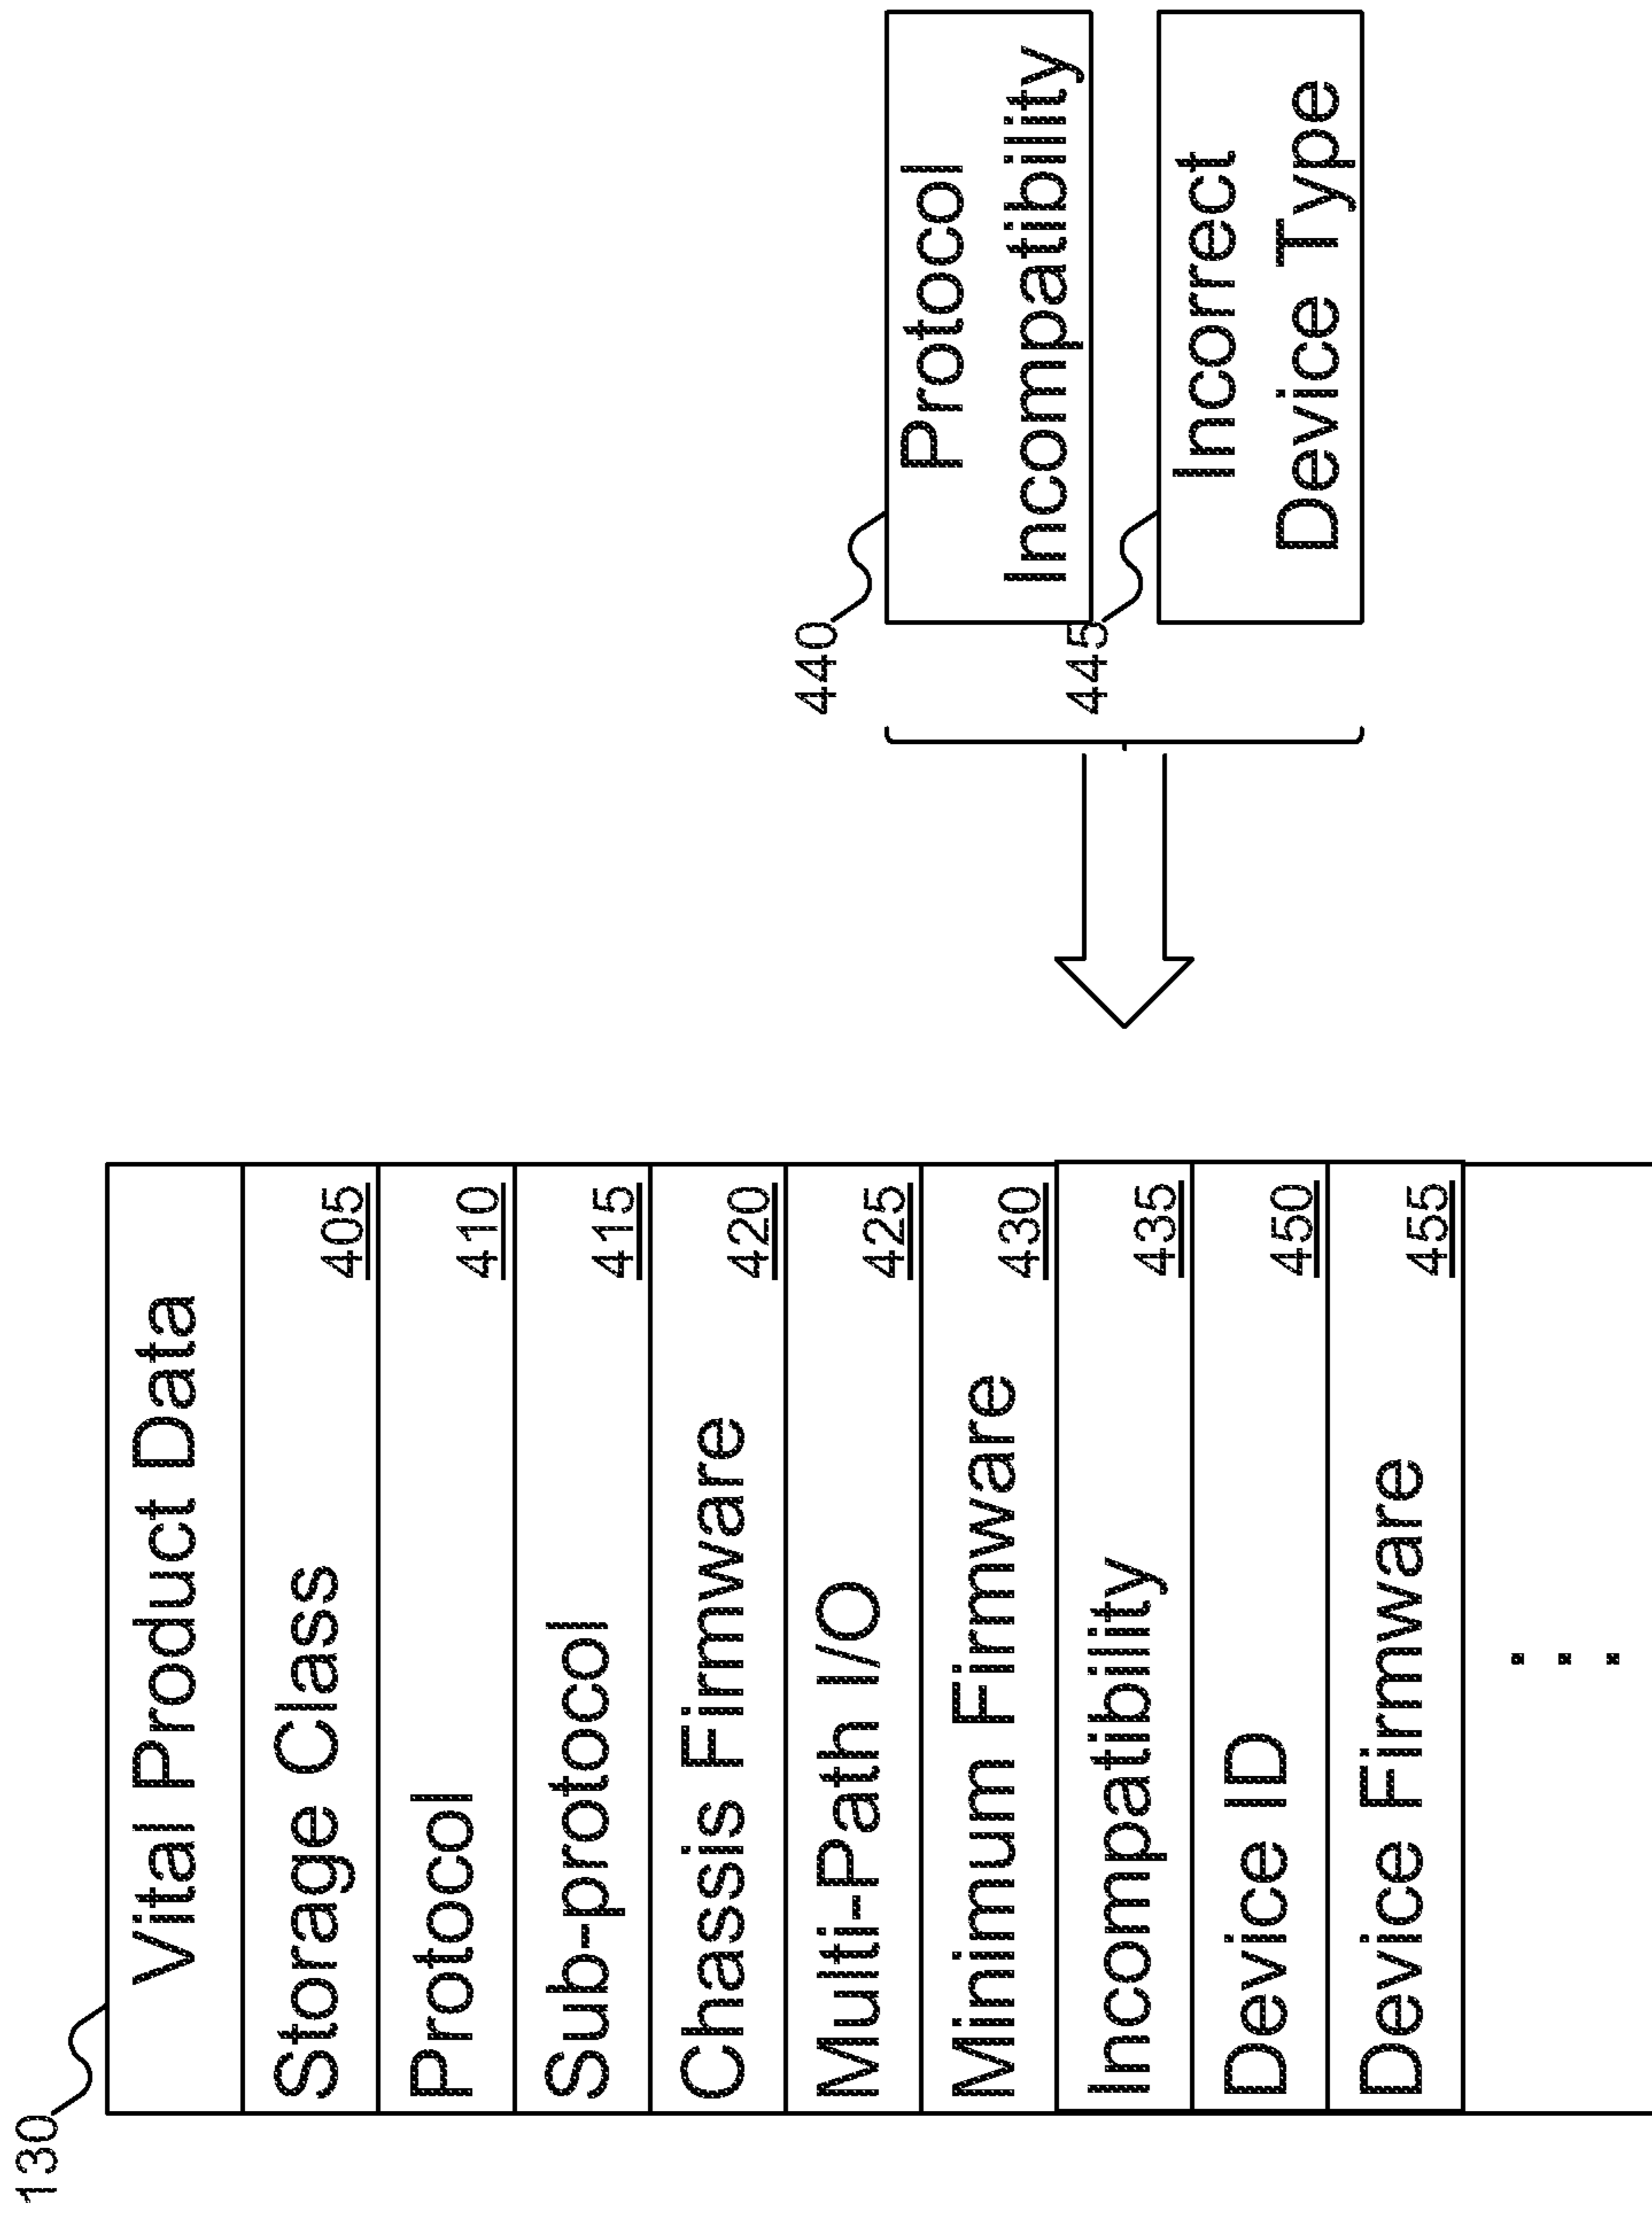 130
Vital Product Data
Storage Class 405
Protocol 410
Sub-protocol 415
Chassis Firmware 420
Multi-Path I/O 425
Minimum Firmware 430
Incompatibility 435
Device ID 450
Device Firmware 455
440
Protocol
Incompatibility
445
Incorrect
Device Type